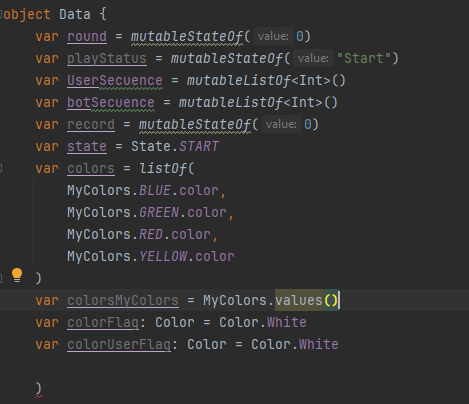 object Data {
var round = mutableStateOf( value: 0)
var playStatus = mutableStateOf( value: "Start")
var UserSecuence = mutableListOf<Int>()
var botSecuence = mutableListOf<Int>()
var record = mutableStateOf( value: 0)
var state = State.START
var colors = listOf(
MyColors.BLUE.color,
MyColors.GREEN.color,
MyColors.RED.color,
MyColors.YELLOW.color
)
var colorsMyColors = MyColors.values()
var colorFlag: Color = Color.White
var colorUserFlag: Color = Color.White
)